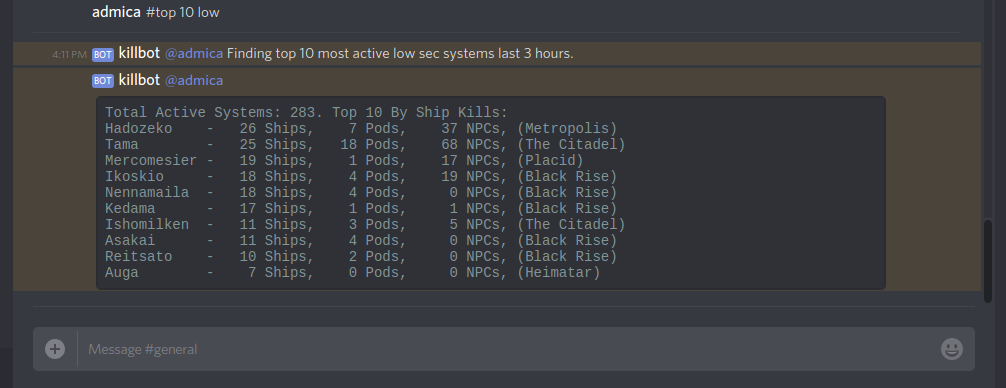 admica #top 10 low
4:11 PM BOT killbot @admica Finding top 10 most active low sec systems last 3 hours.
BOT killbot @admica
Total Active Systems: 283. Top 10 By Ship Kills:
Hadozeko    -   26 Ships,    7 Pods,    37 NPCs, (Metropolis)
Tama        -   25 Ships,   18 Pods,    68 NPCs, (The Citadel)
Mercomesier -   19 Ships,    1 Pods,    17 NPCs, (Placid)
Ikoskio     -   18 Ships,    4 Pods,    19 NPCs, (Black Rise)
Nennamaila  -   18 Ships,    4 Pods,     0 NPCs, (Black Rise)
Kedama      -   17 Ships,    1 Pods,     1 NPCs, (Black Rise)
Ishomilken  -   11 Ships,    3 Pods,     5 NPCs, (The Citadel)
Asakai      -   11 Ships,    4 Pods,     0 NPCs, (Black Rise)
Reitsato    -   10 Ships,    2 Pods,     0 NPCs, (Black Rise)
Auga        -    7 Ships,    0 Pods,     0 NPCs, (Heimatar)
Message #general